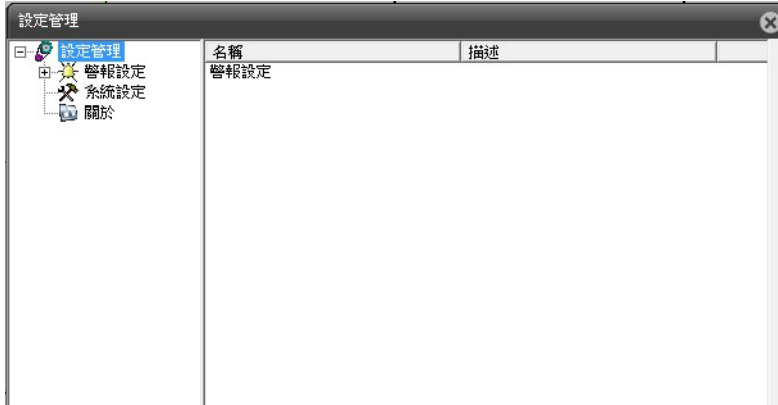 設定管理
設定管理
警報設定
系統設定
關於
名稱 描述
警報設定